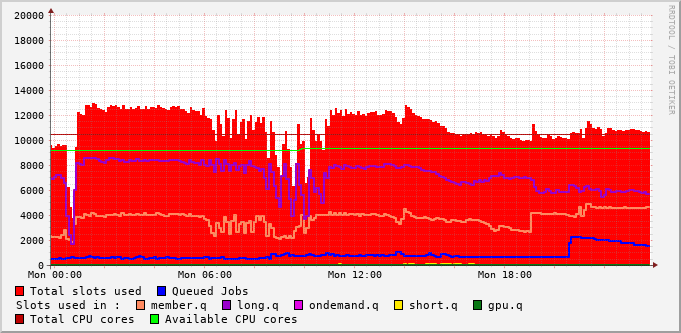 20000
18000
16000
14000
12000
10000
8000
6000
4000
2000
0
Mon 00:00 Mon 06:00 Mon 12:00 Mon 18:00
RRDTOOL / TOBI OETIKER
Total slots used Queued Jobs
Slots used in : member.q long.q ondemand.q short.q gpu.q
Total CPU cores Available CPU cores